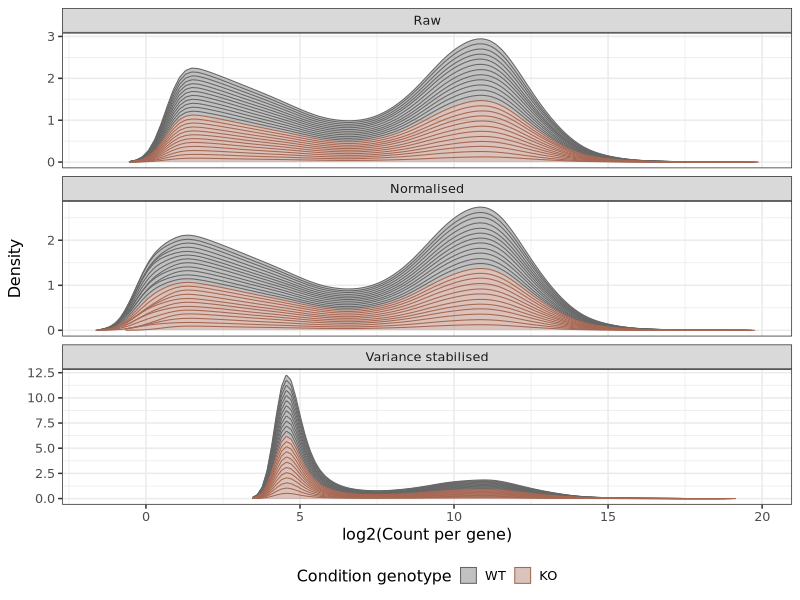 Raw
3
2
1
0
Normalised
2
1
0
Variance stabilised
12.5
10.0
7.5
5.0
2.5
0.0
Density
0 5 10 15 20
log2(Count per gene)
Condition genotype WT KO